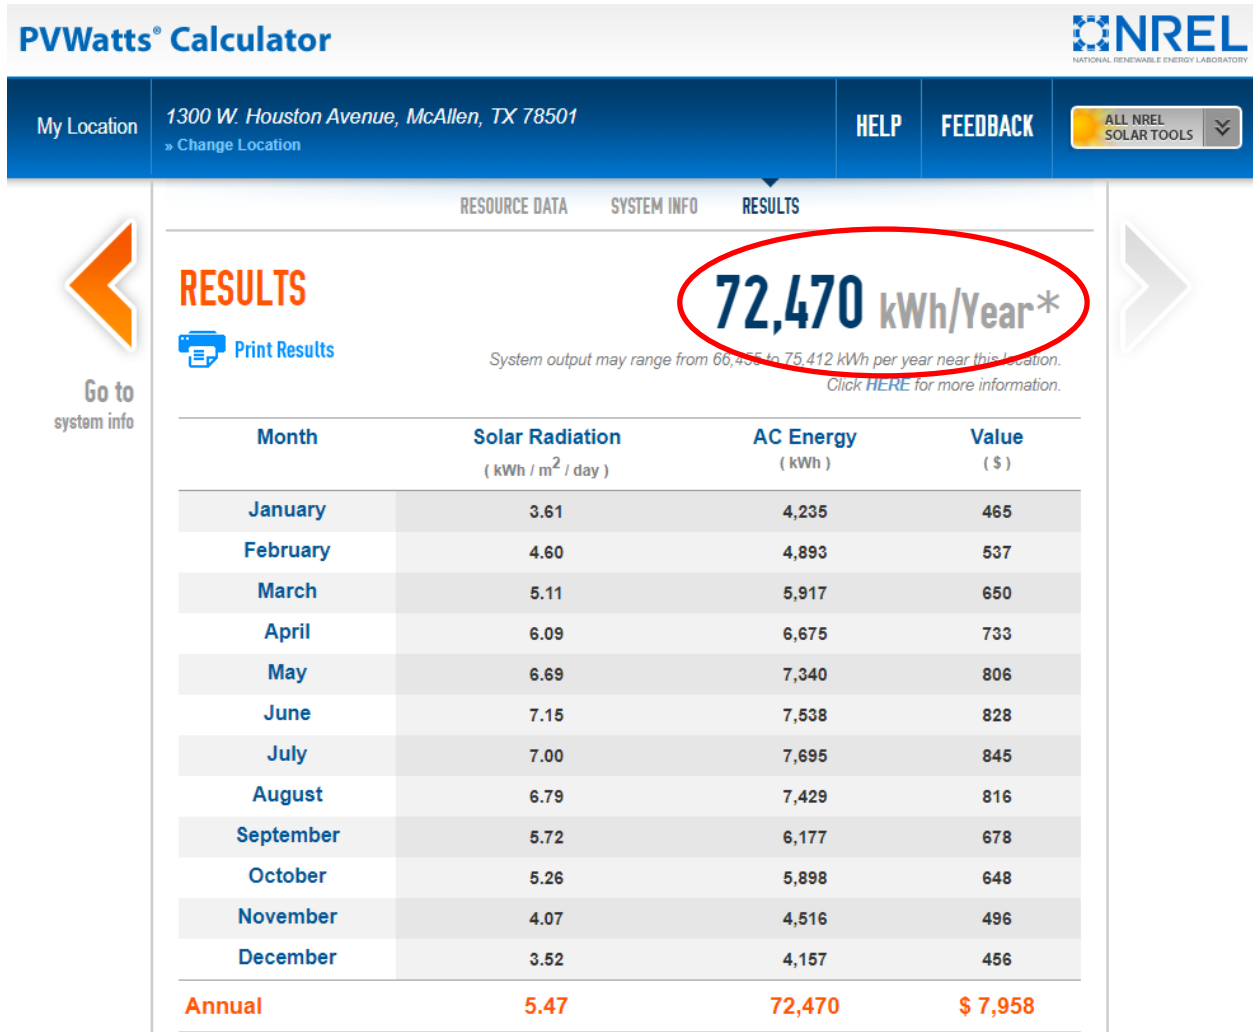 PVWatts® Calculator
NREL
NATIONAL RENEWABLE ENERGY LABORATORY
My Location
1300 W. Houston Avenue, McAllen, TX 78501
» Change Location
HELP
FEEDBACK
ALL NREL
SOLAR TOOLS
RESOURCE DATA SYSTEM INFO RESULTS
Go to
system info
RESULTS
72,470 kWh/Year*
Print Results
System output may range from 66,455 to 75,412 kWh per year near this location.
Click HERE for more information.
Month Solar Radiation AC Energy Value
( kWh / m2 / day ) ( kWh ) ( $ )
January 3.61 4,235 465
February 4.60 4,893 537
March 5.11 5,917 650
April 6.09 6,675 733
May 6.69 7,340 806
June 7.15 7,538 828
July 7.00 7,695 845
August 6.79 7,429 816
September 5.72 6,177 678
October 5.26 5,898 648
November 4.07 4,516 496
December 3.52 4,157 456
Annual 5.47 72,470 $ 7,958